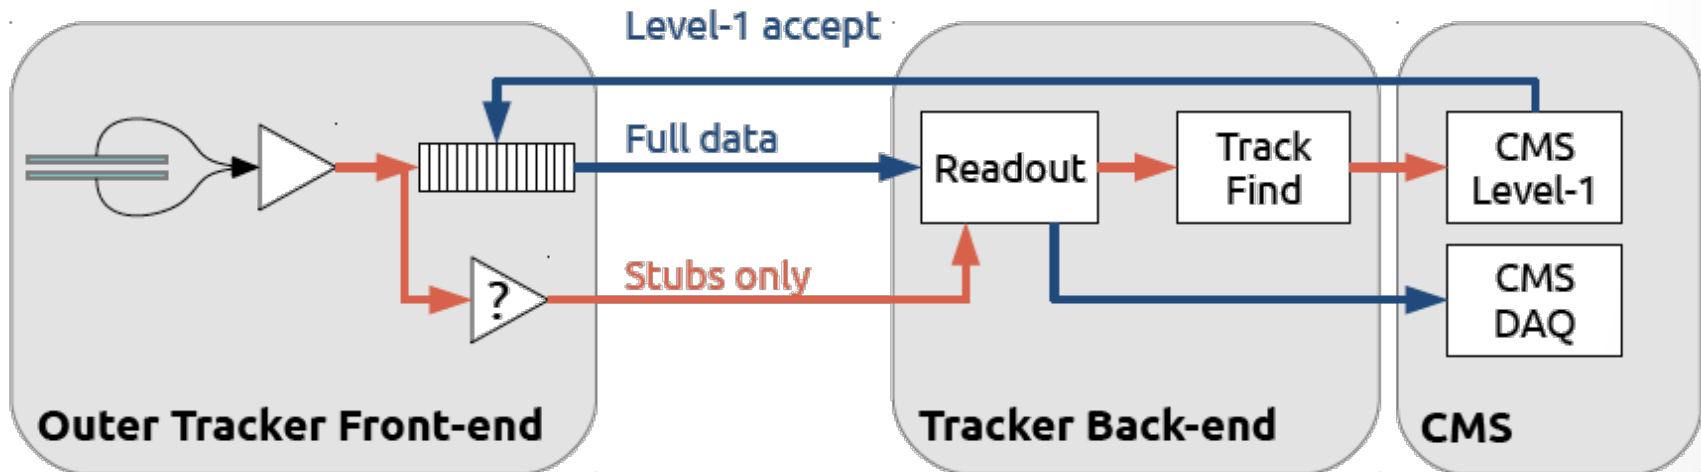 Level-1 accept
Full data
Readout
Track
Find
CMS
Level-1
?
Stubs only
CMS
DAQ
Outer Tracker Front-end
Tracker Back-end
CMS